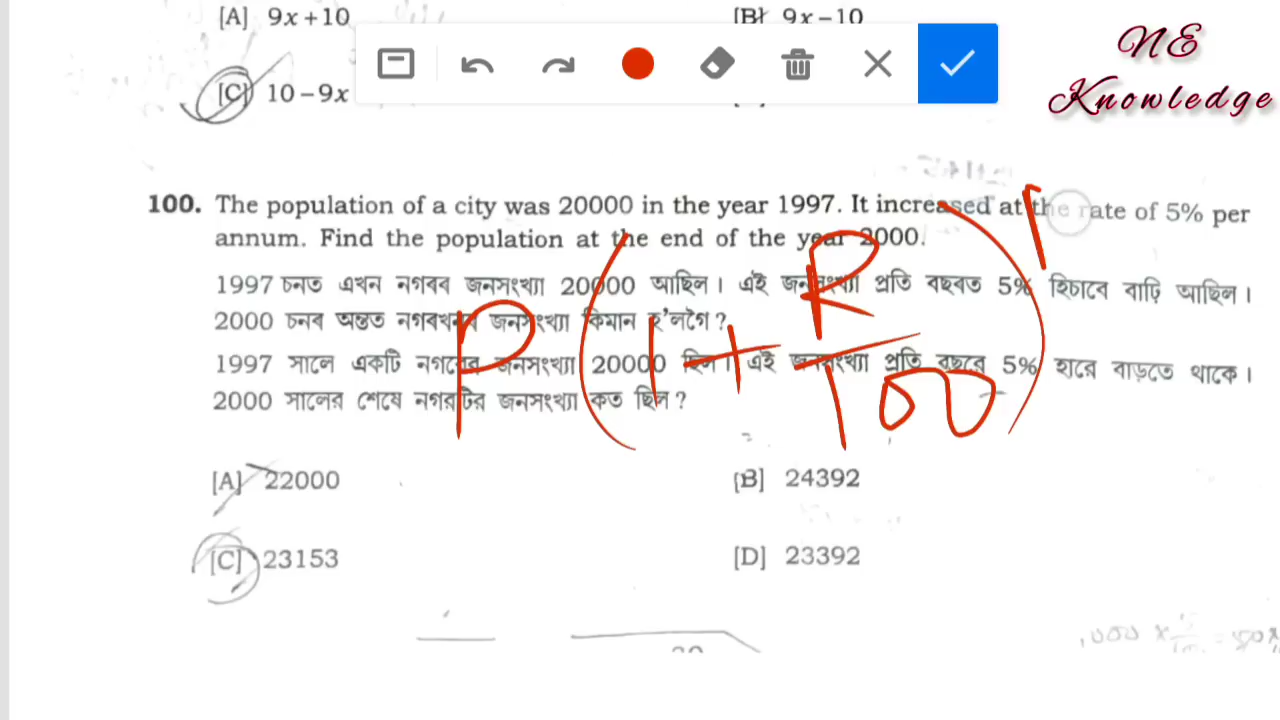 [A] 9x+10
[B] 9x−10
NE
Knowledge
[C] 10−9x
100. The population of a city was 20000 in the year 1997. It increased at the rate of 5% per
annum. Find the population at the end of the year 2000.
1997 চনত এখন নগৰৰ জনসংখ্যা 20000 আছিল। এই জনসংখ্যা প্ৰতি বছৰত 5% হিচাবে বাঢ়ি আছিল।
2000 চনৰ অন্তত নগৰখনৰ জনসংখ্যা কিমান হ'লগৈ?
1997 সালে একটি নগরের জনসংখ্যা 20000 ছিল। এই জনসংখ্যা প্রতি বছরে 5% হারে বাড়তে থাকে।
2000 সালের শেষে নগরটির জনসংখ্যা কত ছিল?
P(1+R/100)
[A] 22000
[B] 24392
[C] 23153
[D] 23392